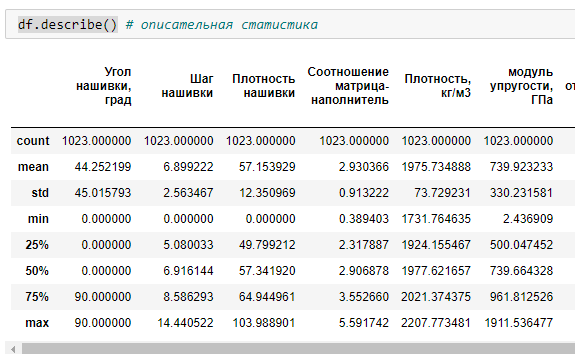 df.describe() # описательная статистика
Угол нашивки, град Шаг нашивки Плотность нашивки Соотношение матрица-наполнитель Плотность, кг/м3 модуль упругости, ГПа от
count 1023.000000 1023.000000 1023.000000 1023.000000 1023.000000 1023.000000
mean 44.252199 6.899222 57.153929 2.930366 1975.734888 739.923233
std 45.015793 2.563467 12.350969 0.913222 73.729231 330.231581
min 0.000000 0.000000 0.000000 0.389403 1731.764635 2.436909
25% 0.000000 5.080033 49.799212 2.317887 1924.155467 500.047452
50% 0.000000 6.916144 57.341920 2.906878 1977.621657 739.664328
75% 90.000000 8.586293 64.944961 3.552660 2021.374375 961.812526
max 90.000000 14.440522 103.988901 5.591742 2207.773481 1911.536477